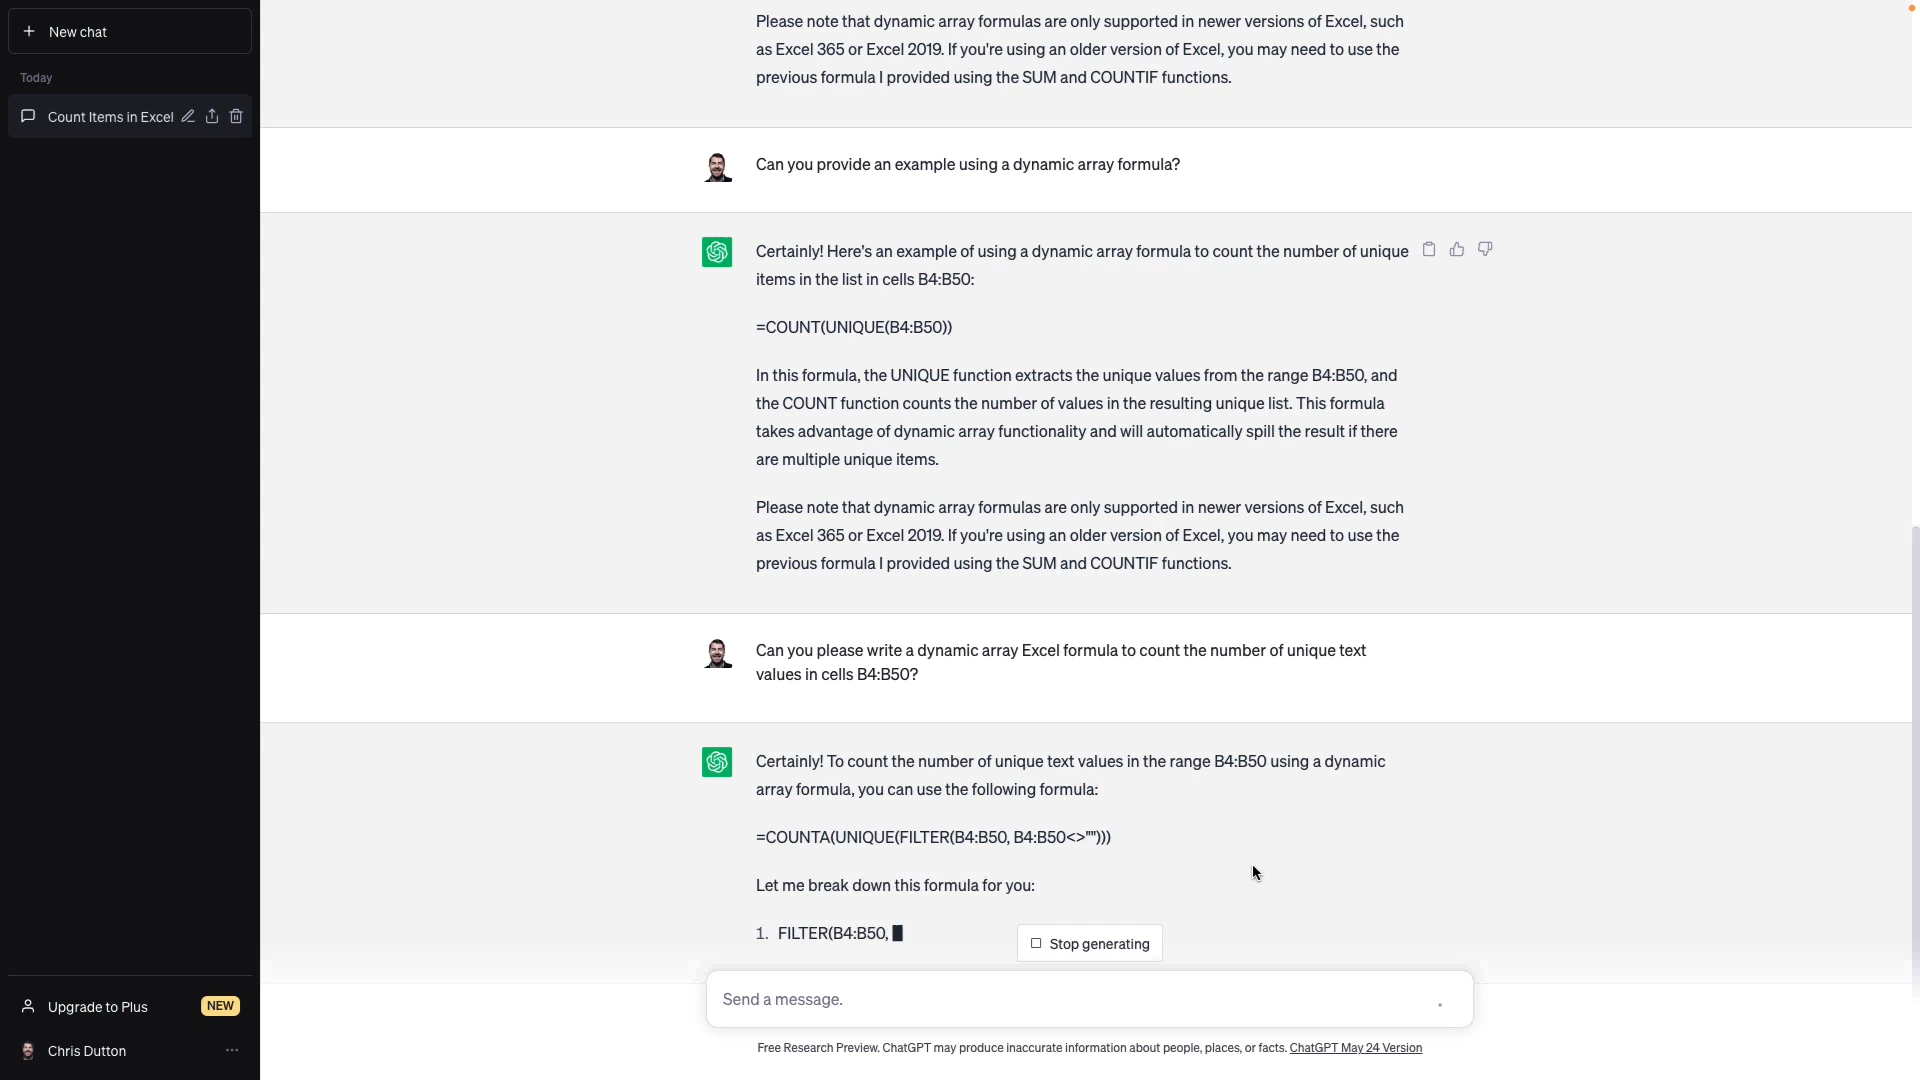 New chat
Today
Count Items in Excel
Please note that dynamic array formulas are only supported in newer versions of Excel, such
as Excel 365 or Excel 2019. If you're using an older version of Excel, you may need to use the
previous formula I provided using the SUM and COUNTIF functions.
Can you provide an example using a dynamic array formula?
Certainly! Here's an example of using a dynamic array formula to count the number of unique
items in the list in cells B4:B50:
=COUNT(UNIQUE(B4:B50))
In this formula, the UNIQUE function extracts the unique values from the range B4:B50, and
the COUNT function counts the number of values in the resulting unique list. This formula
takes advantage of dynamic array functionality and will automatically spill the result if there
are multiple unique items.
Please note that dynamic array formulas are only supported in newer versions of Excel, such
as Excel 365 or Excel 2019. If you're using an older version of Excel, you may need to use the
previous formula I provided using the SUM and COUNTIF functions.
Can you please write a dynamic array Excel formula to count the number of unique text
values in cells B4:B50?
Certainly! To count the number of unique text values in the range B4:B50 using a dynamic
array formula, you can use the following formula:
=COUNTA(UNIQUE(FILTER(B4:B50, B4:B50<>"")))
Let me break down this formula for you:
1. FILTER(B4:B50,
Stop generating
Send a message.
Free Research Preview. ChatGPT may produce inaccurate information about people, places, or facts. ChatGPT May 24 Version
Upgrade to Plus NEW
Chris Dutton